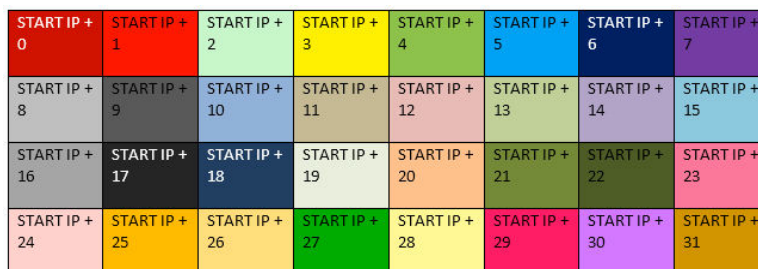 START IP + START IP + START IP + START IP + START IP + START IP + START IP + START IP +
0 1 2 3 4 5 6 7
START IP + START IP + START IP + START IP + START IP + START IP + START IP + START IP +
8 9 10 11 12 13 14 15
START IP + START IP + START IP + START IP + START IP + START IP + START IP + START IP +
16 17 18 19 20 21 22 23
START IP + START IP + START IP + START IP + START IP + START IP + START IP + START IP +
24 25 26 27 28 29 30 31